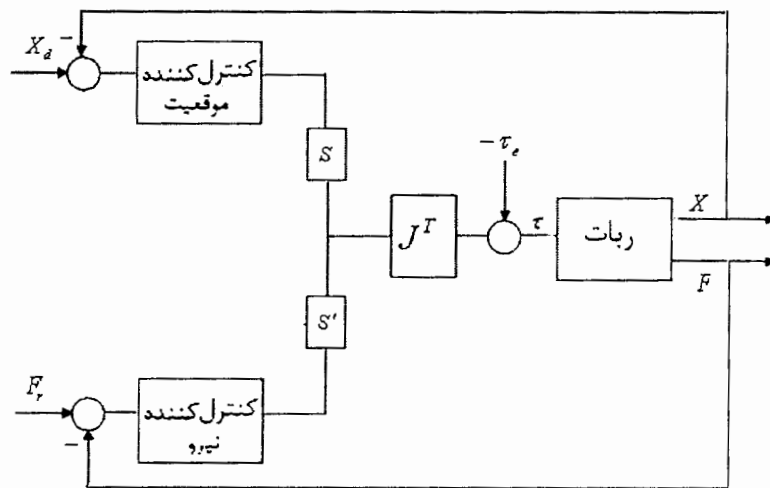 X_d
−
کنترل‌کننده
موقعیت
S
−τ_e
J^T
τ
ربات
X
F
S'
F_r
−
کنترل‌کننده
نیرو